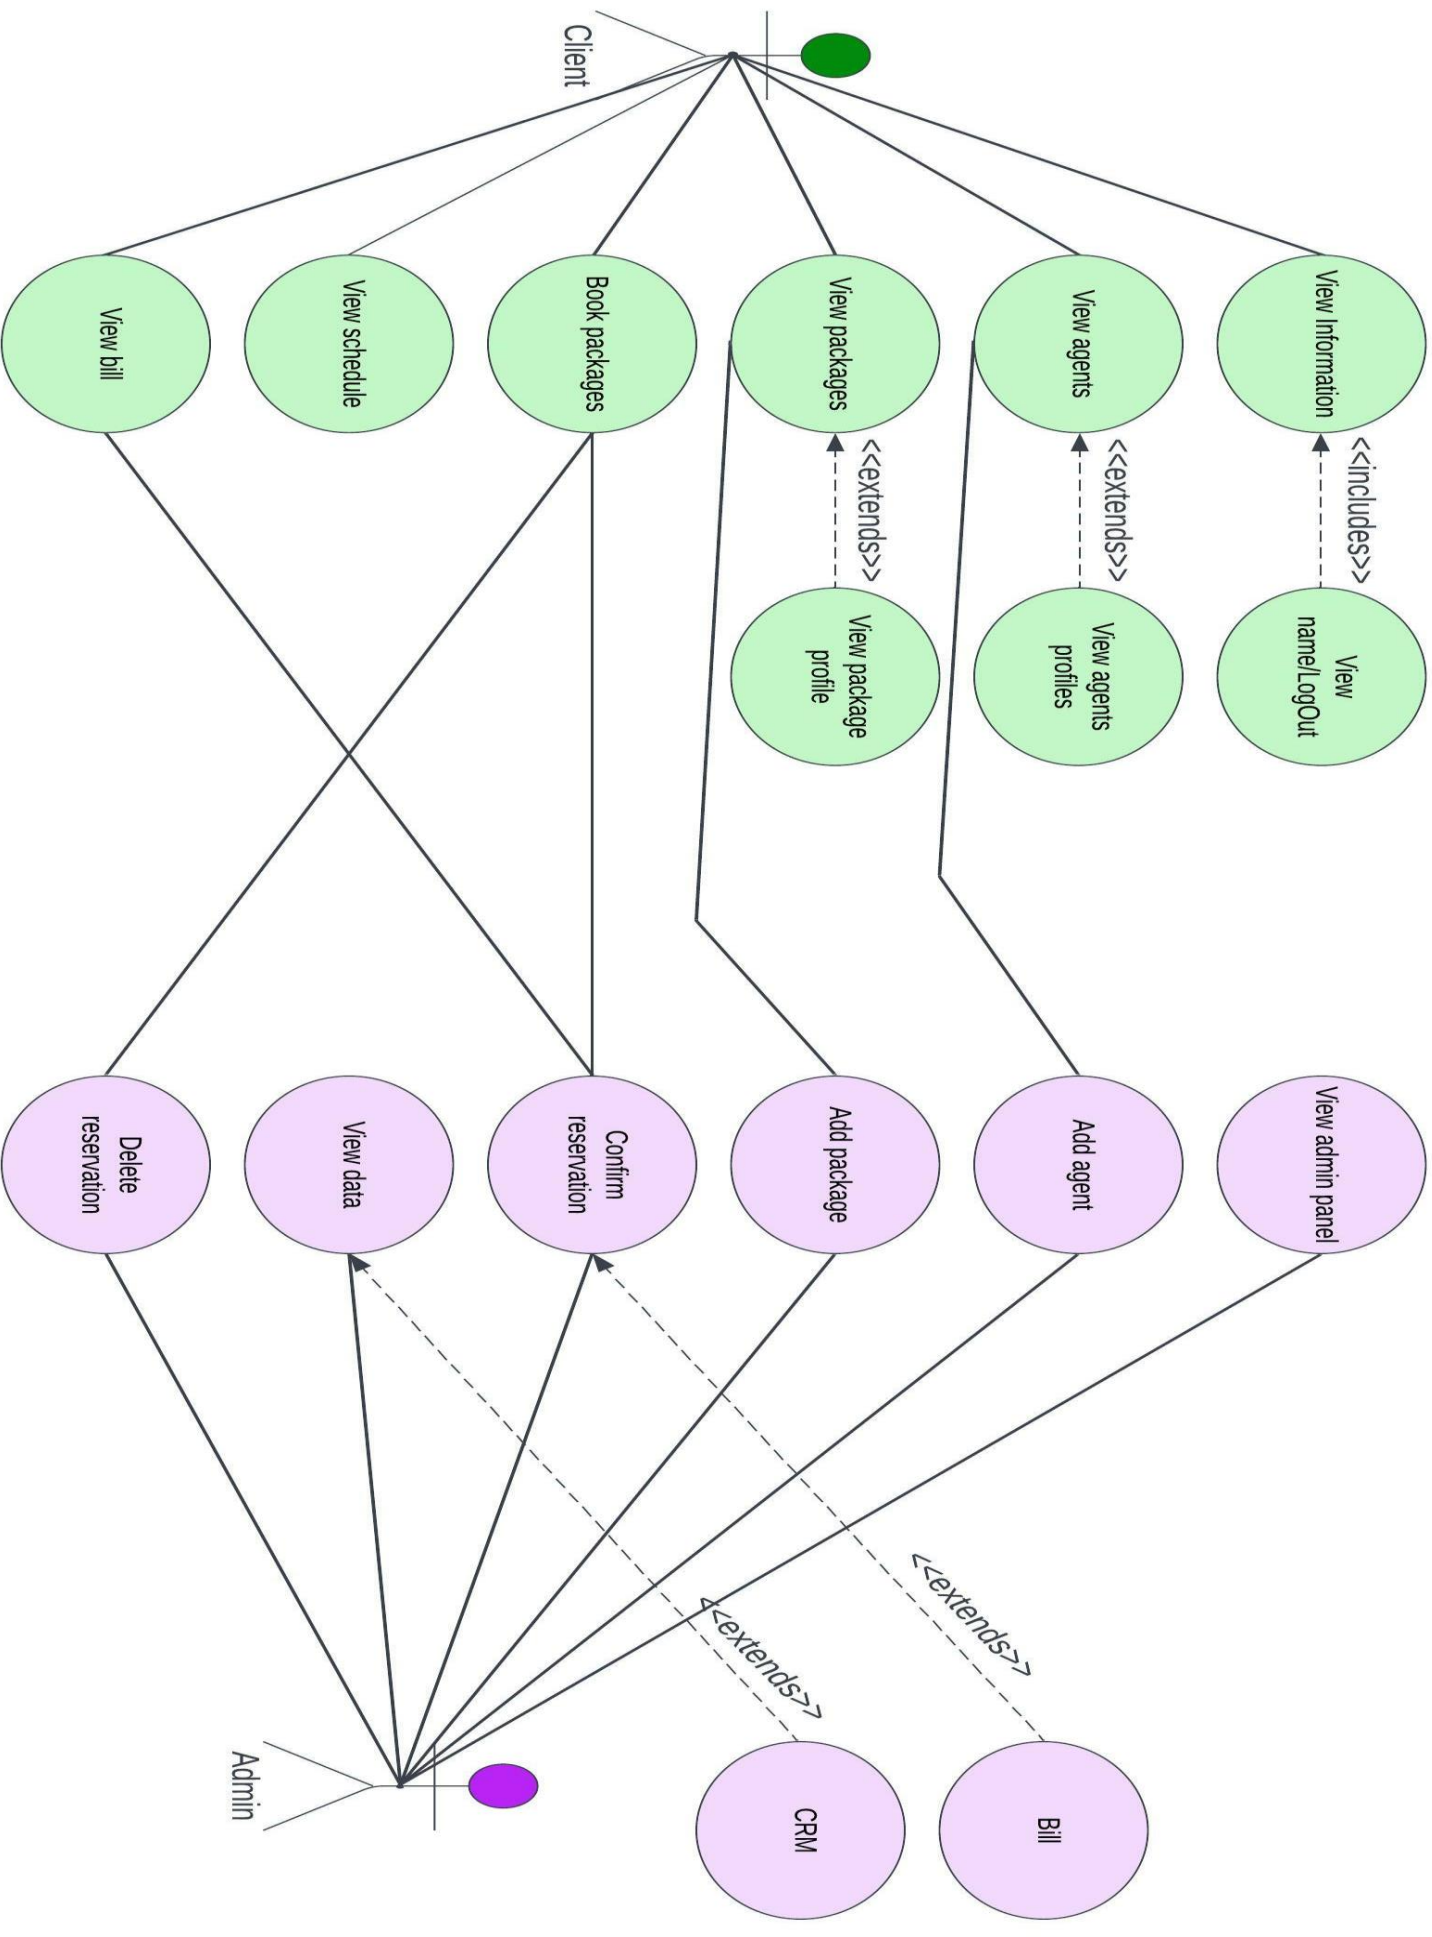 View Information
<<includes>>
View
name/LogOut
View admin panel
View agents
<<extends>>
View agents
profiles
Add agent
Bill
<<extends>>
View packages
<<extends>>
View package
profile
Add package
CRM
<<extends>>
Client
Book packages
Confirm
reservation
View schedule
View data
Admin
View bill
Delete
reservation